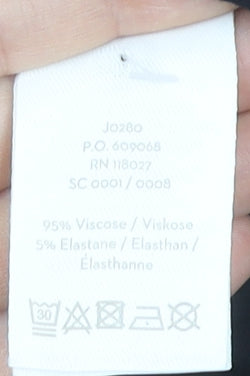 J0280
P.O. 609068
RN 118027
SC 0001 / 0008
95% Viscose / Viskose
5% Elastane / Elasthan /
Élasthanne
30